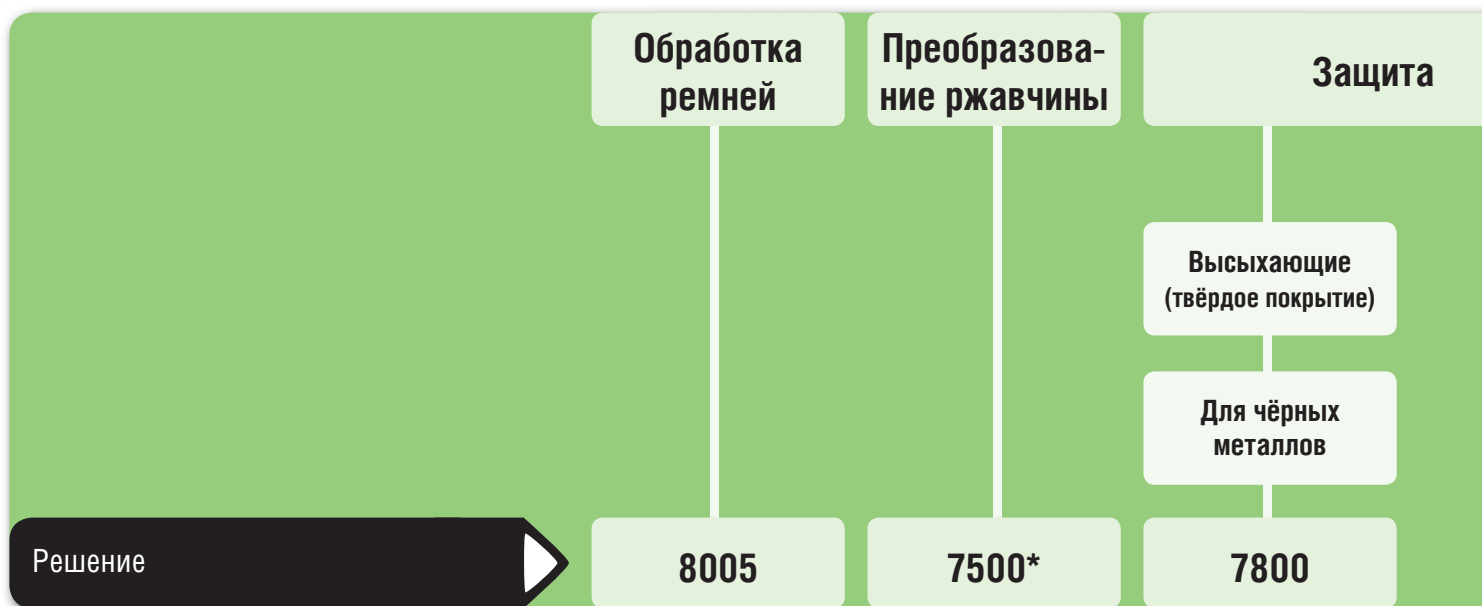 Обработка
ремней
Преобразова-
ние ржавчины
Защита
Высыхающие
(твёрдое покрытие)
Для чёрных
металлов
Решение
8005
7500*
7800